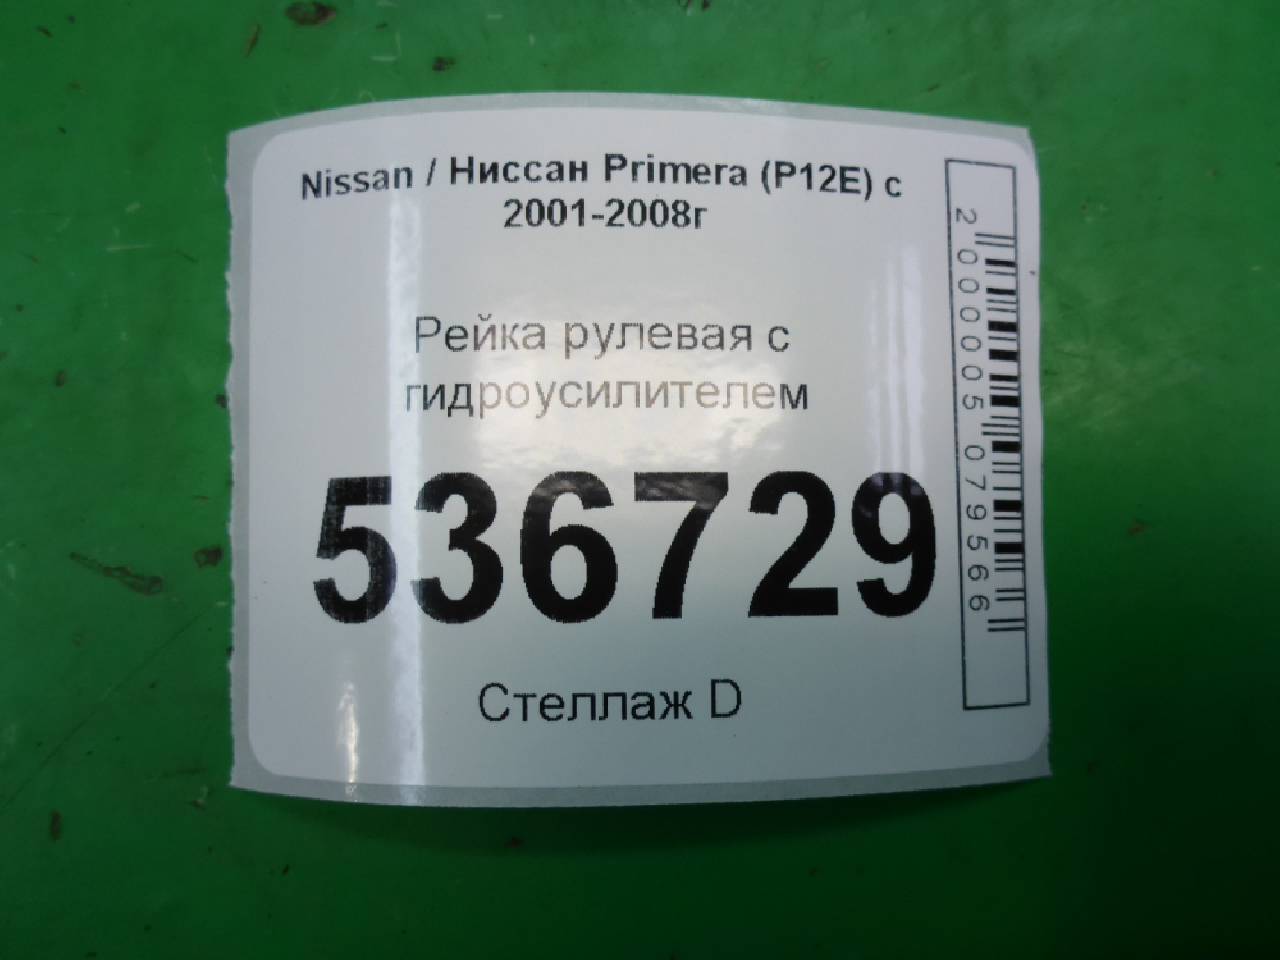 Nissan / Ниссан Primera (P12E) с
2001-2008г
Рейка рулевая с
гидроусилителем
536729
Стеллаж D
2000005079566